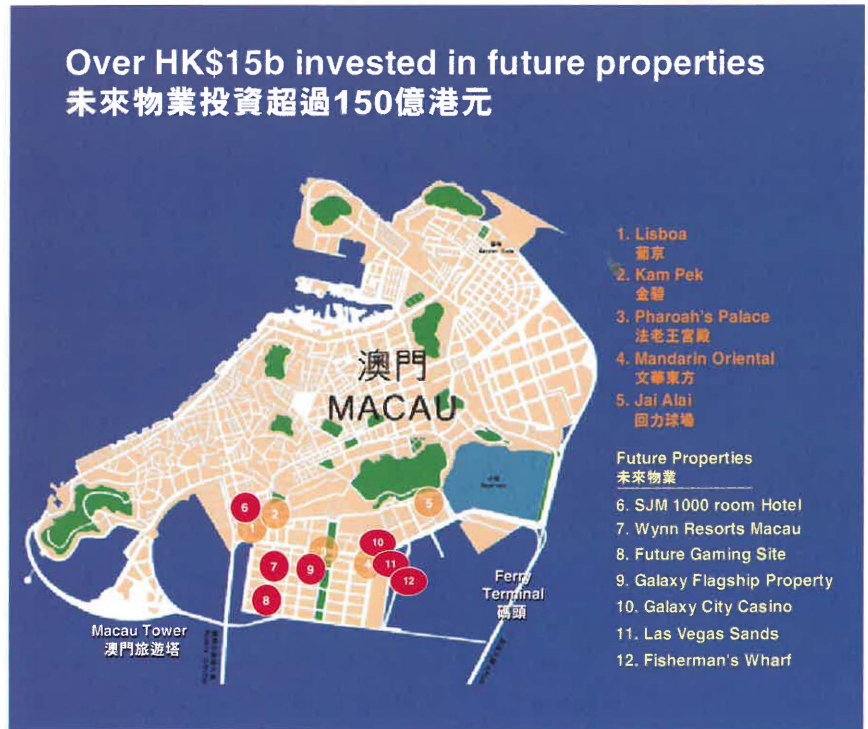 Over HK$15b invested in future properties
未來物業投資超過150億港元
澳門
MACAU
1. Lisboa
葡京
2. Kam Pek
金碧
3. Pharoah's Palace
法老王宮殿
4. Mandarin Oriental
文華東方
5. Jai Alai
回力球場
Future Properties
未來物業
6. SJM 1000 room Hotel
7. Wynn Resorts Macau
8. Future Gaming Site
9. Galaxy Flagship Property
10. Galaxy City Casino
11. Las Vegas Sands
12. Fisherman's Wharf
6
2
1
5
10
7
9
11
12
8
Ferry
Terminal
碼頭
Macau Tower
澳門旅遊塔